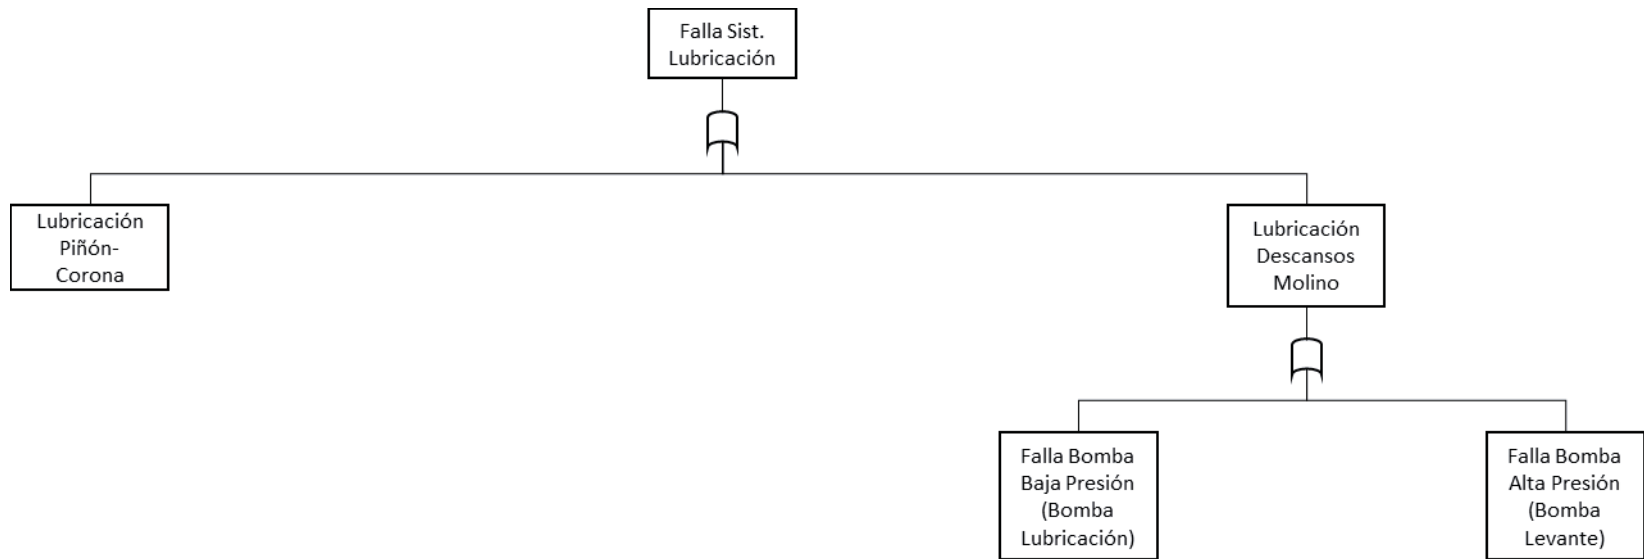 Falla Sist.
Lubricación
Lubricación
Piñón-
Corona
Lubricación
Descansos
Molino
Falla Bomba
Baja Presión
(Bomba
Lubricación)
Falla Bomba
Alta Presión
(Bomba
Levante)